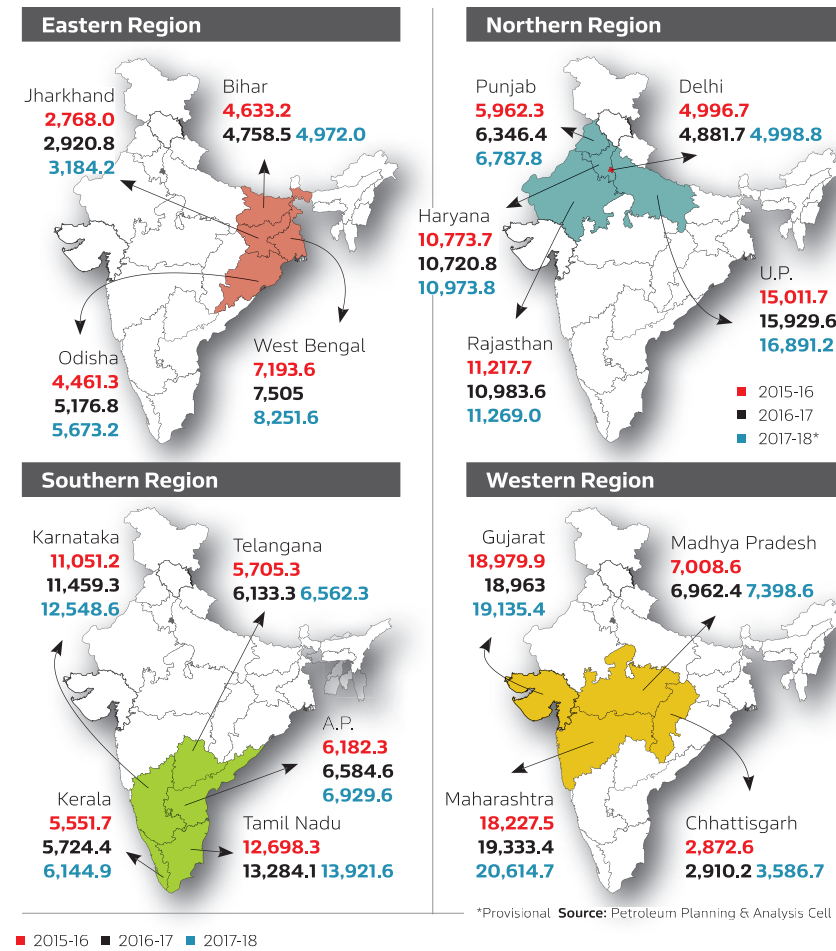 Eastern Region
Jharkhand
2,768.0
2,920.8
3,184.2
Bihar
4,633.2
4,758.5 4,972.0
Odisha
4,461.3
5,176.8
5,673.2
West Bengal
7,193.6
7,505
8,251.6
Northern Region
Punjab
5,962.3
6,346.4
6,787.8
Delhi
4,996.7
4,881.7 4,998.8
Haryana
10,773.7
10,720.8
10,973.8
Rajasthan
11,217.7
10,983.6
11,269.0
U.P.
15,011.7
15,929.6
16,891.2
2015-16
2016-17
2017-18*
Southern Region
Karnataka
11,051.2
11,459.3
12,548.6
Telangana
5,705.3
6,133.3 6,562.3
A.P.
6,182.3
6,584.6
6,929.6
Kerala
5,551.7
5,724.4
6,144.9
Tamil Nadu
12,698.3
13,284.1 13,921.6
Western Region
Gujarat
18,979.9
18,963
19,135.4
Madhya Pradesh
7,008.6
6,962.4 7,398.6
Maharashtra
18,227.5
19,333.4
20,614.7
Chhattisgarh
2,872.6
2,910.2 3,586.7
*Provisional Source: Petroleum Planning & Analysis Cell
2015-16 2016-17 2017-18